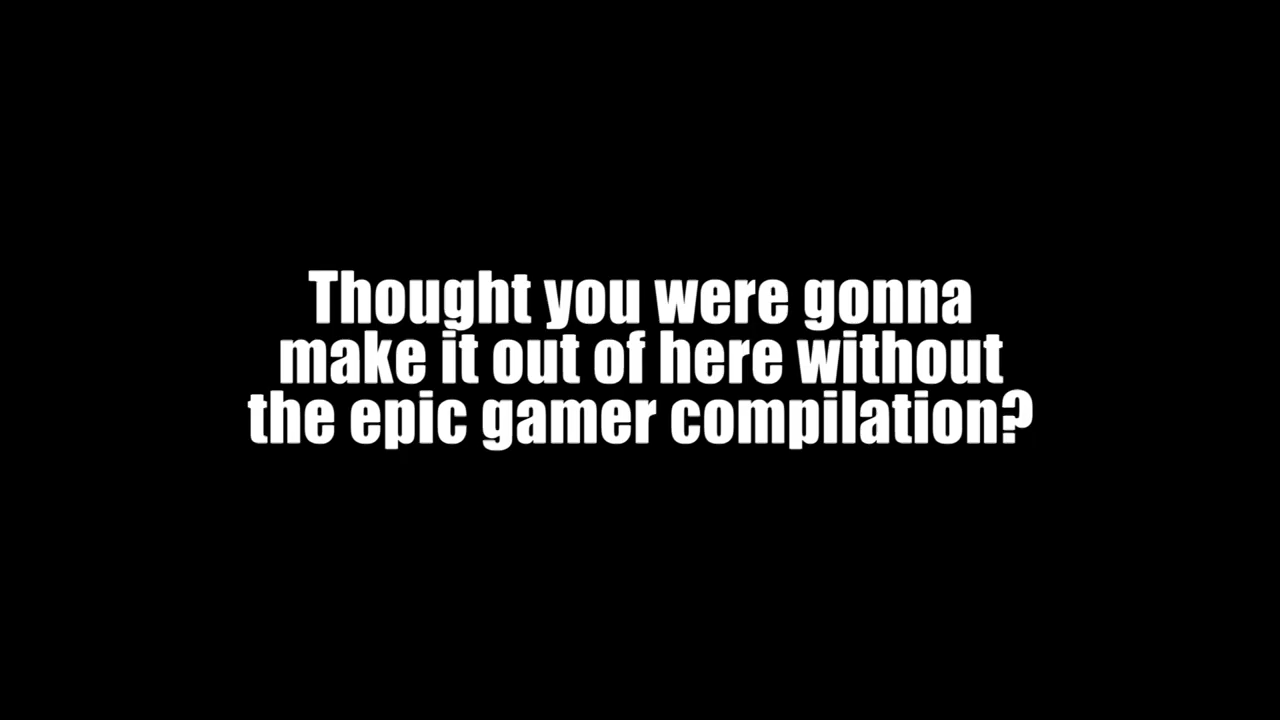 Thought you were gonna
make it out of here without
the epic gamer compilation?